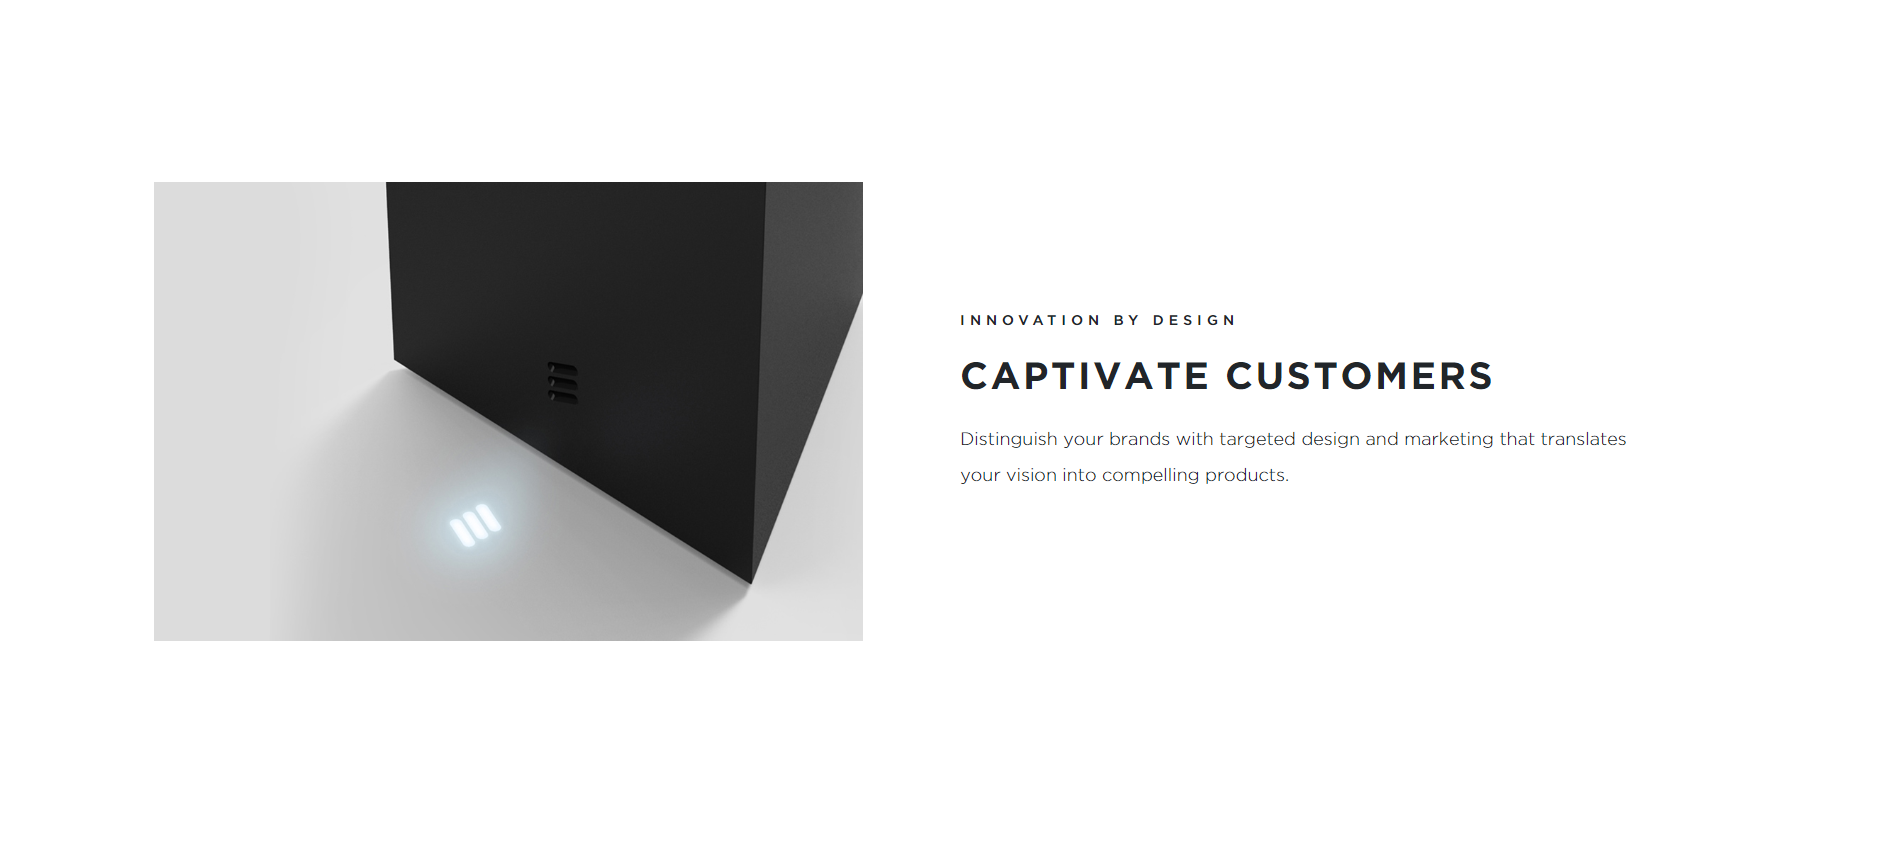 INNOVATION BY DESIGN
CAPTIVATE CUSTOMERS
Distinguish your brands with targeted design and marketing that translates
your vision into compelling products.